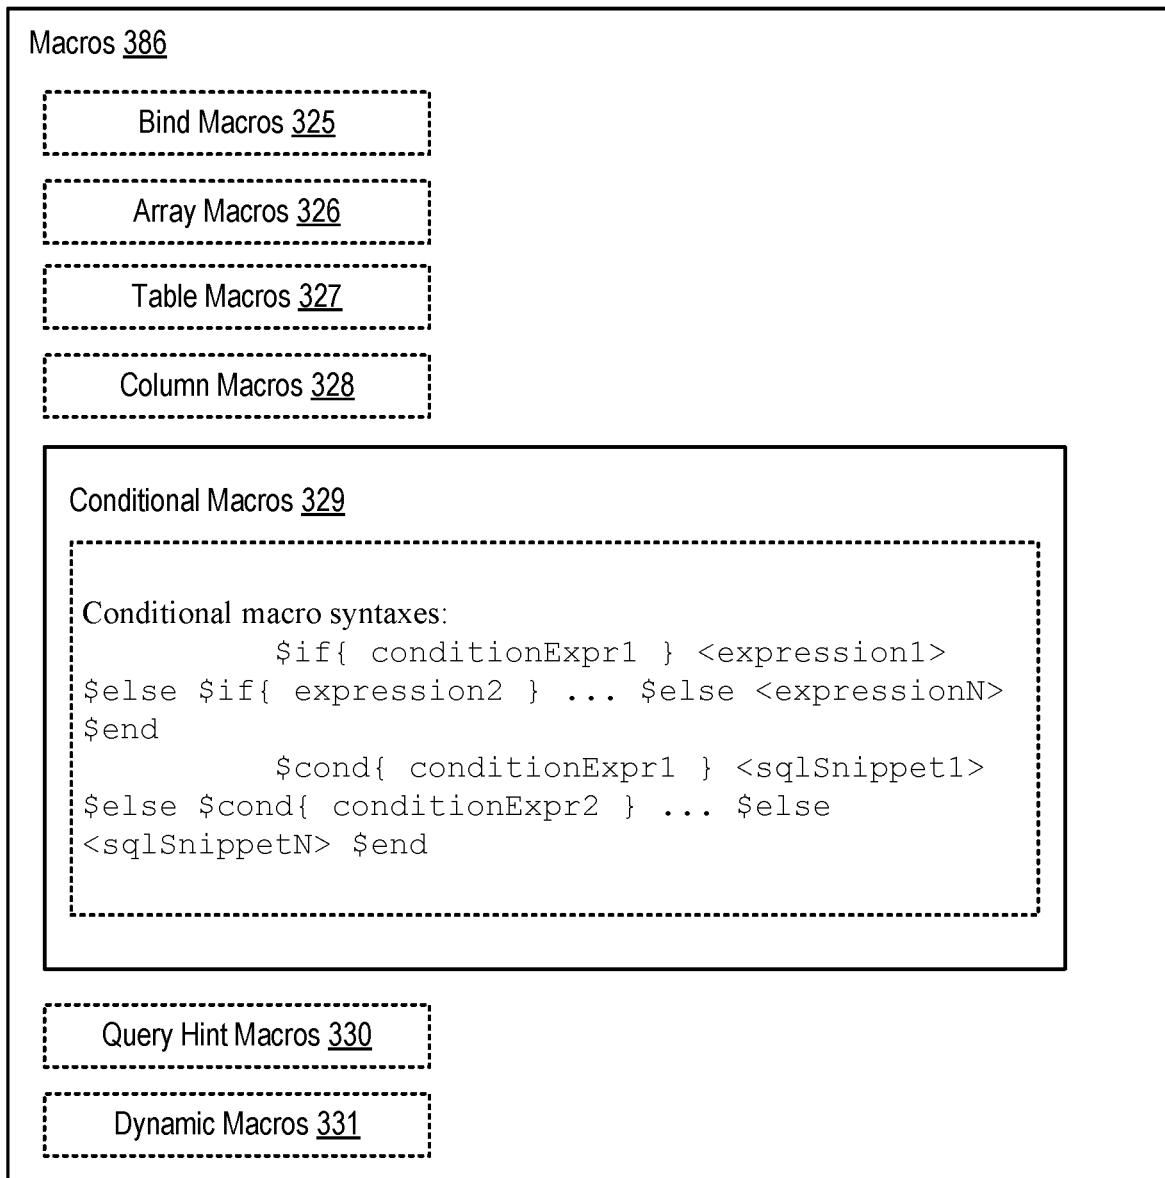 Macros 386
Bind Macros 325
Array Macros 326
Table Macros 327
Column Macros 328
Conditional Macros 329
Conditional macro syntaxes:
$if{ conditionExpr1 } <expression1>
$else $if{ expression2 } ... $else <expressionN>
$end
$cond{ conditionExpr1 } <sqlSnippet1>
$else $cond{ conditionExpr2 } ... $else
<sqlSnippetN> $end
Query Hint Macros 330
Dynamic Macros 331